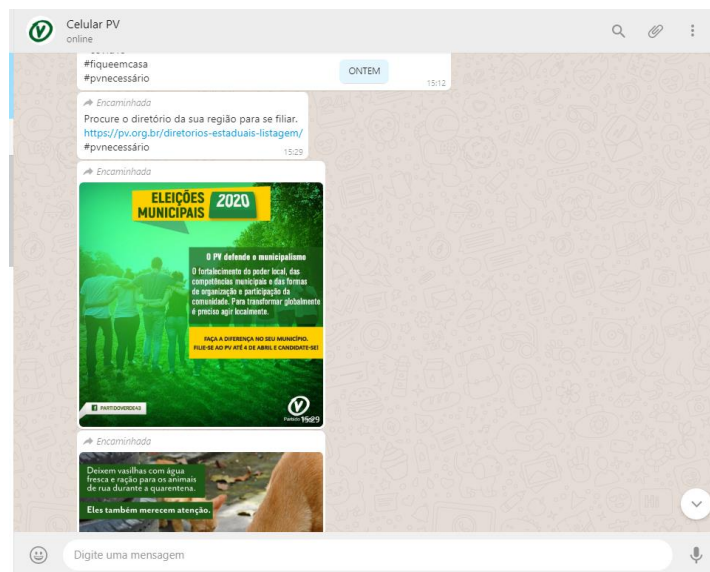 Celular PV
online
#fiqueemcasa
#pvnecessário
15:12
ONTEM
Encaminhada
Procure o diretório da sua região para se filiar.
https://pv.org.br/diretorios-estaduais-listagem/
#pvnecessário
15:29
Encaminhada
ELEIÇÕES
MUNICIPAIS
2020
O PV defende o municipalismo
O fortalecimento do poder local, das
competências municipais e das formas
de organização e participação da
comunidade. Para transformar globalmente
é preciso agir localmente.
FAÇA A DIFERENÇA NO SEU MUNICÍPIO.
FILIE-SE AO PV ATÉ 4 DE ABRIL E CANDIDATE-SE!
PARTIDOVERDE43
15:29
Encaminhada
Deixem vasilhas com água
fresca e ração para os animais
de rua durante a quarentena.
Eles também merecem atenção.
Digite uma mensagem